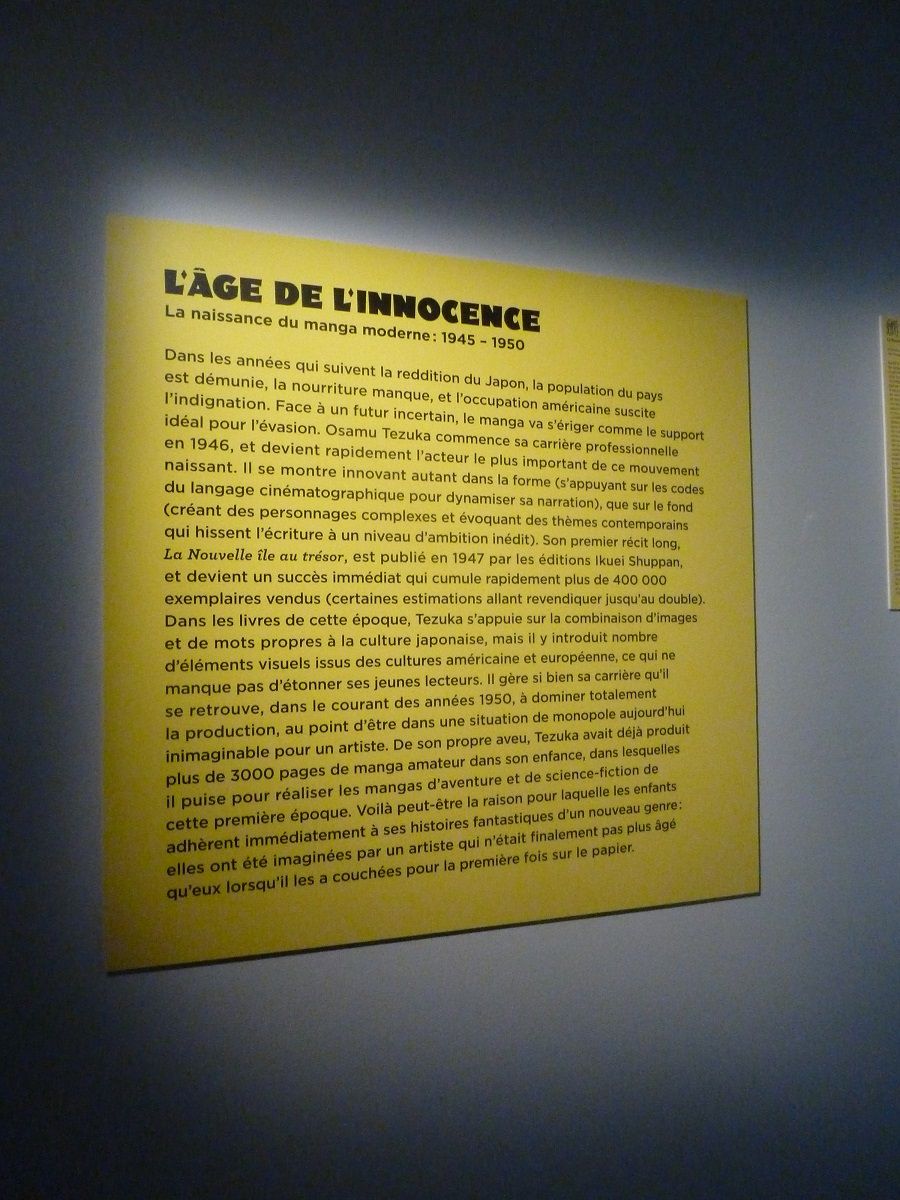 L'ÂGE DE L'INNOCENCE
La naissance du manga moderne : 1945 – 1950
Dans les années qui suivent la reddition du Japon, la population du pays
est démunie, la nourriture manque, et l'occupation américaine suscite
l'indignation. Face à un futur incertain, le manga va s'ériger comme le support
idéal pour l'évasion. Osamu Tezuka commence sa carrière professionnelle
en 1946, et devient rapidement l'acteur le plus important de ce mouvement
naissant. Il se montre innovant autant dans la forme (s'appuyant sur les codes
du langage cinématographique pour dynamiser sa narration), que sur le fond
(créant des personnages complexes et évoquant des thèmes contemporains
qui hissent l'écriture à un niveau d'ambition inédit). Son premier récit long,
La Nouvelle île au trésor, est publié en 1947 par les éditions Ikuei Shuppan,
et devient un succès immédiat qui cumule rapidement plus de 400 000
exemplaires vendus (certaines estimations allant revendiquer jusqu'au double).
Dans les livres de cette époque, Tezuka s'appuie sur la combinaison d'images
et de mots propres à la culture japonaise, mais il y introduit nombre
d'éléments visuels issus des cultures américaine et européenne, ce qui ne
manque pas d'étonner ses jeunes lecteurs. Il gère si bien sa carrière qu'il
se retrouve, dans le courant des années 1950, à dominer totalement
la production, au point d'être dans une situation de monopole aujourd'hui
inimaginable pour un artiste. De son propre aveu, Tezuka avait déjà produit
plus de 3000 pages de manga amateur dans son enfance, dans lesquelles
il puise pour réaliser les mangas d'aventure et de science-fiction de
cette première époque. Voilà peut-être la raison pour laquelle les enfants
adhèrent immédiatement à ses histoires fantastiques d'un nouveau genre :
elles ont été imaginées par un artiste qui n'était finalement pas plus âgé
qu'eux lorsqu'il les a couchées pour la première fois sur le papier.